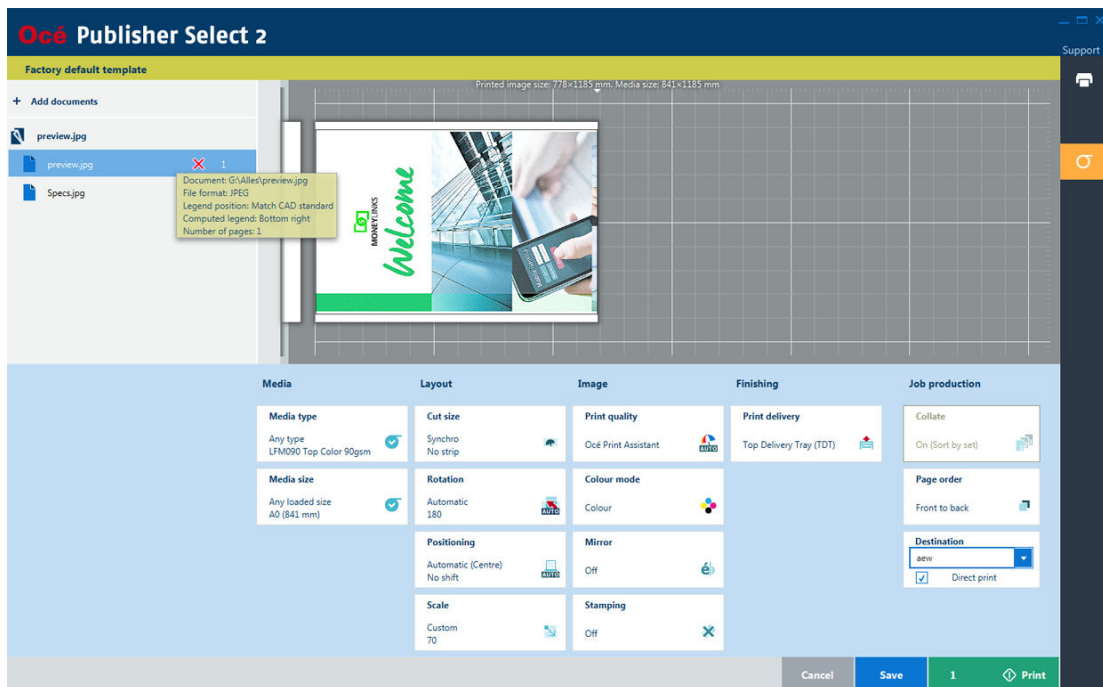 Océ Publisher Select 2
Support
Factory default template
+ Add documents
preview.jpg
preview.jpg 1
Specs.jpg
Document: G:\Alles\preview.jpg
File format: JPEG
Legend position: Match CAD standard
Computed legend: Bottom right
Number of pages: 1
Printed image size: 778×1185 mm. Media size: 841×1185 mm
MONEYLINKS
Welcome
Media
Media type
Any type
LFM090 Top Color 90gsm
Media size
Any loaded size
A0 (841 mm)
Layout
Cut size
Synchro
No strip
Rotation
Automatic
180
AUTO
Positioning
Automatic (Centre)
No shift
AUTO
Scale
Custom
70
Image
Print quality
Océ Print Assistant
AUTO
Colour mode
Colour
Mirror
Off
é
Stamping
Off
Finishing
Print delivery
Top Delivery Tray (TDT)
Job production
Collate
On (Sort by set)
Page order
Front to back
Destination
aew
Direct print
Cancel
Save
1
Print